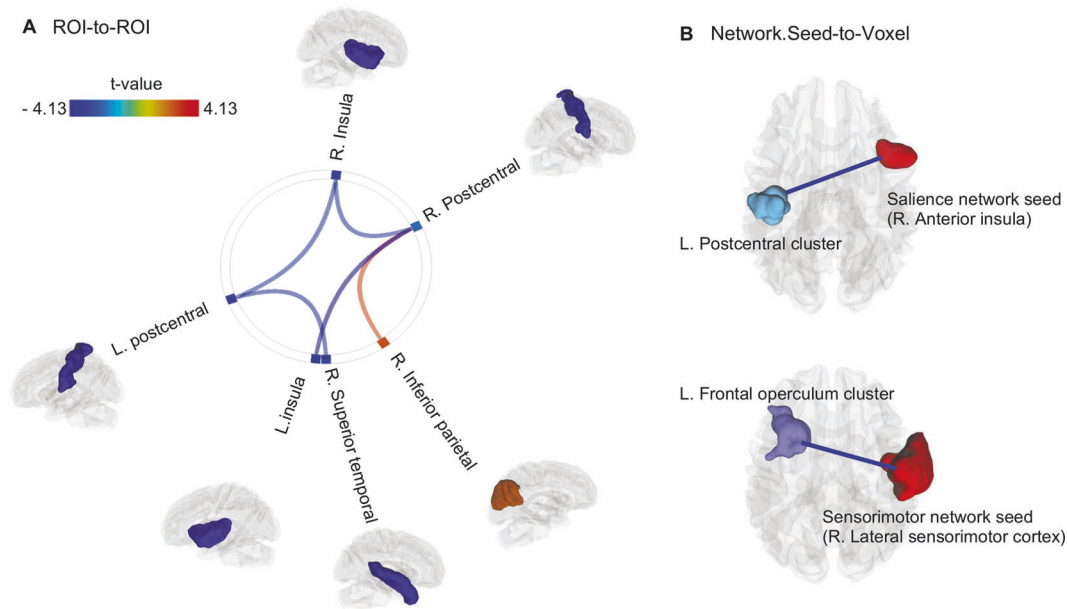 A ROI-to-ROI
t-value
- 4.13
4.13
R. Insula
R. Postcentral
L. postcentral
L.insula
R. Superior temporal
R. Inferior parietal
B Network.Seed-to-Voxel
Salience network seed
(R. Anterior insula)
L. Postcentral cluster
L. Frontal operculum cluster
Sensorimotor network seed
(R. Lateral sensorimotor cortex)